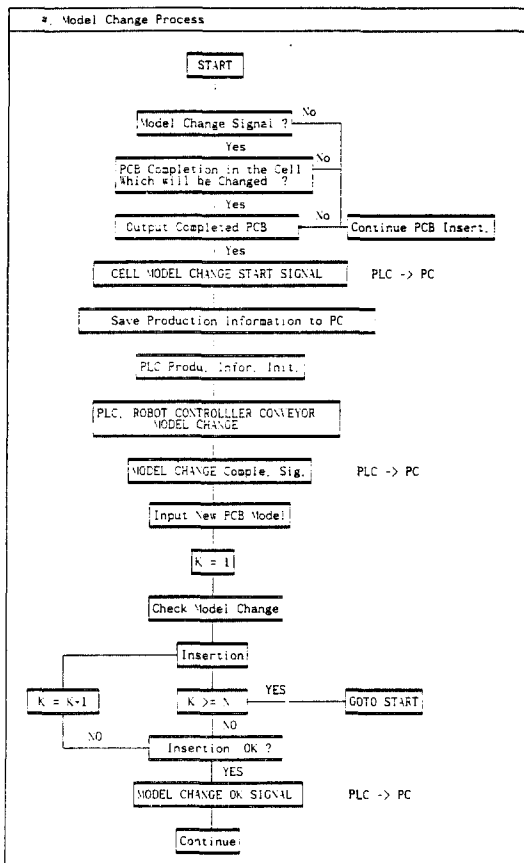 #. Model Change Process
START
Model Change Signal ?
No
Yes
PCB Completion in the Cell
Which will be Changed ?
No
Yes
Output Completed PCB
No
Continue PCB Insert.
Yes
CELL MODEL CHANGE START SIGNAL
PLC -> PC
Save Production Information to PC
PLC Produ. Infor. Init.
PLC, ROBOT CONTROLLLER CONVEYOR
MODEL CHANGE
MODEL CHANGE Comple. Sig.
PLC -> PC
Input New PCB Model
K = 1
Check Model Change
Insertion
K = K+1
K >= N
YES
GOTO START
NO
NO
Insertion OK ?
YES
MODEL CHANGE OK SIGNAL
PLC -> PC
Continue